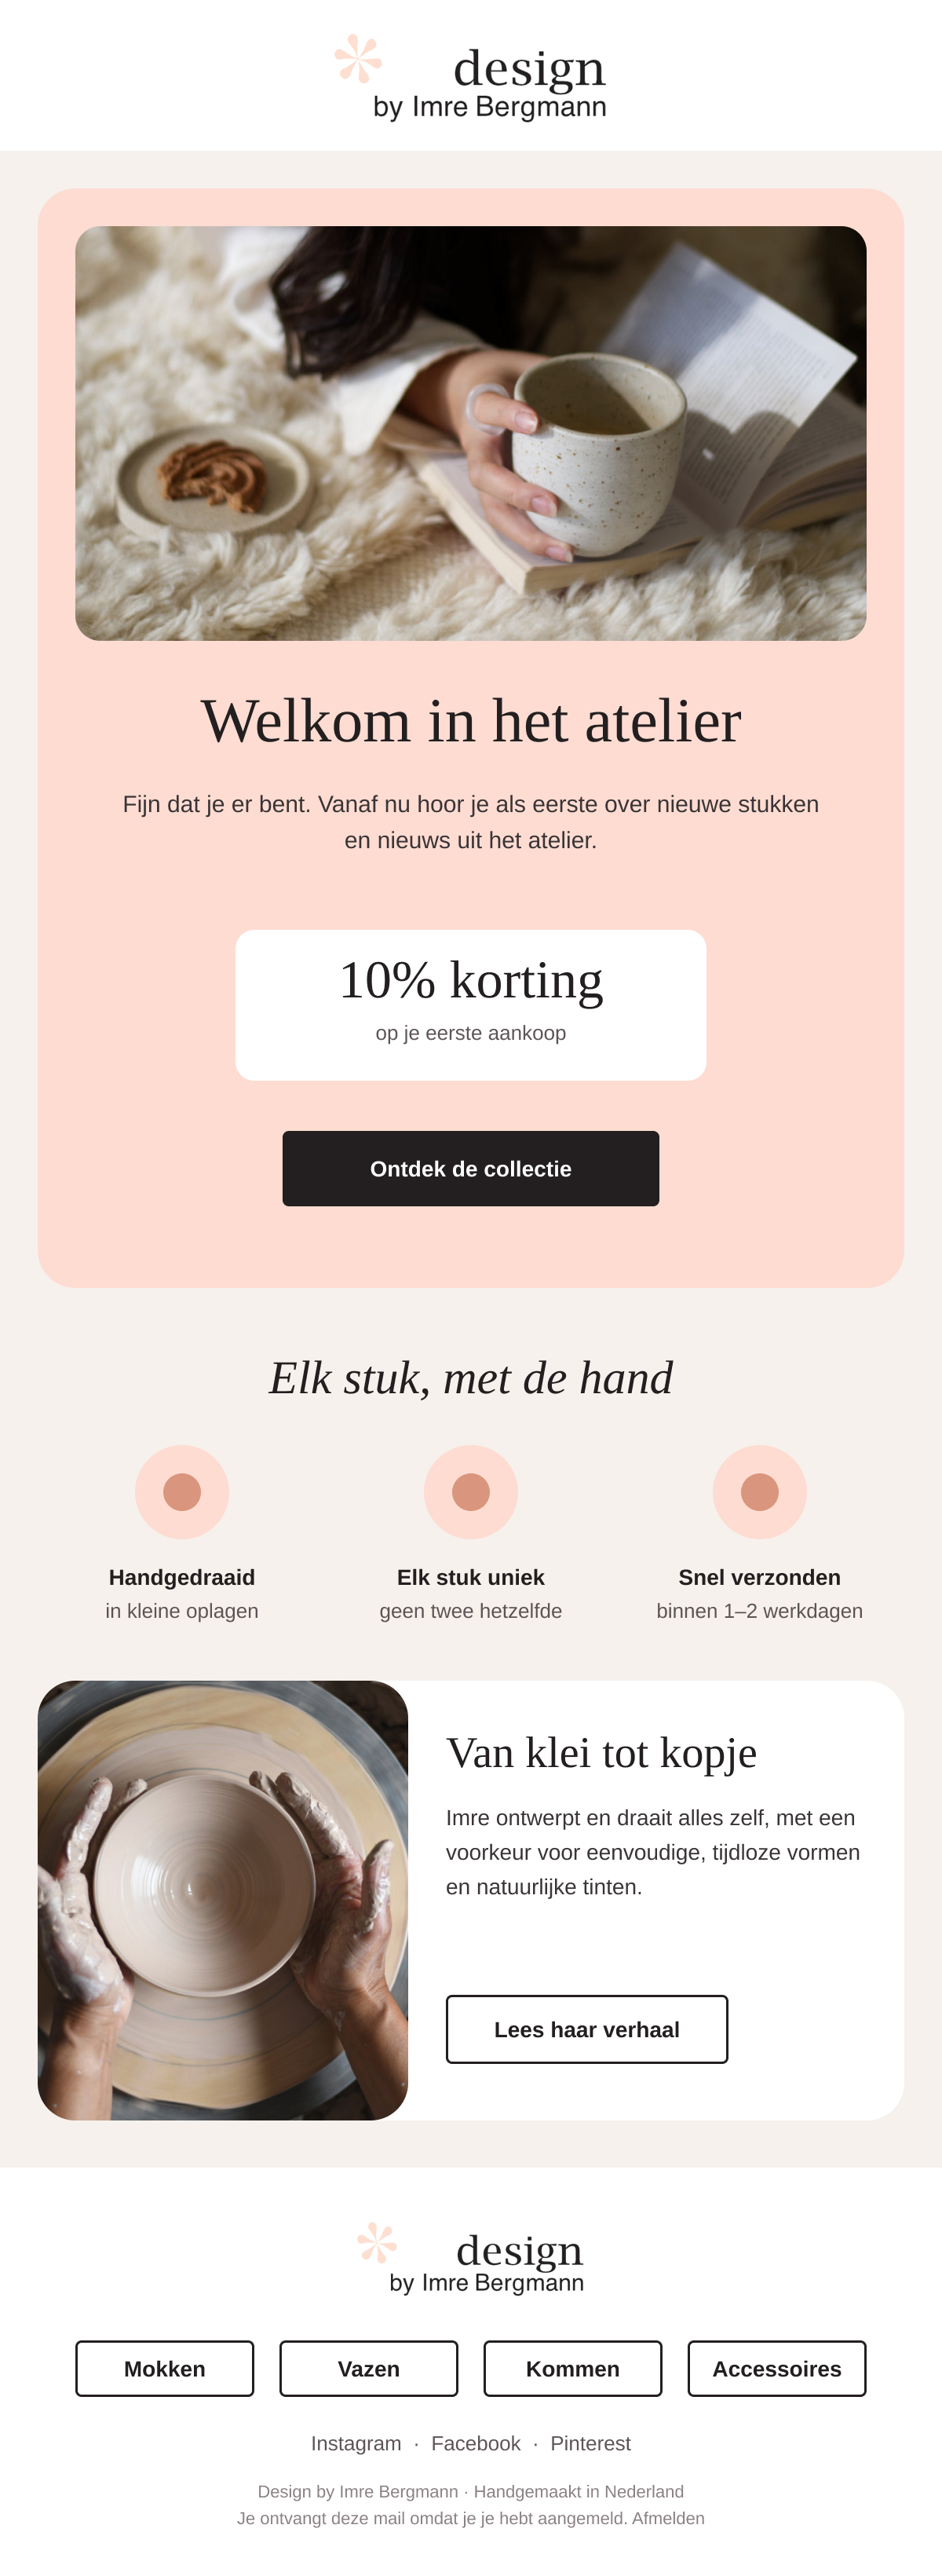 design
by Imre Bergmann
Welkom in het atelier
Fijn dat je er bent. Vanaf nu hoor je als eerste over nieuwe stukken
en nieuws uit het atelier.
10% korting
op je eerste aankoop
Ontdek de collectie
Elk stuk, met de hand
Handgedraaid
in kleine oplagen
Elk stuk uniek
geen twee hetzelfde
Snel verzonden
binnen 1–2 werkdagen
Van klei tot kopje
Imre ontwerpt en draait alles zelf, met een
voorkeur voor eenvoudige, tijdloze vormen
en natuurlijke tinten.
Lees haar verhaal
design
by Imre Bergmann
Mokken
Vazen
Kommen
Accessoires
Instagram · Facebook · Pinterest
Design by Imre Bergmann · Handgemaakt in Nederland
Je ontvangt deze mail omdat je je hebt aangemeld. Afmelden